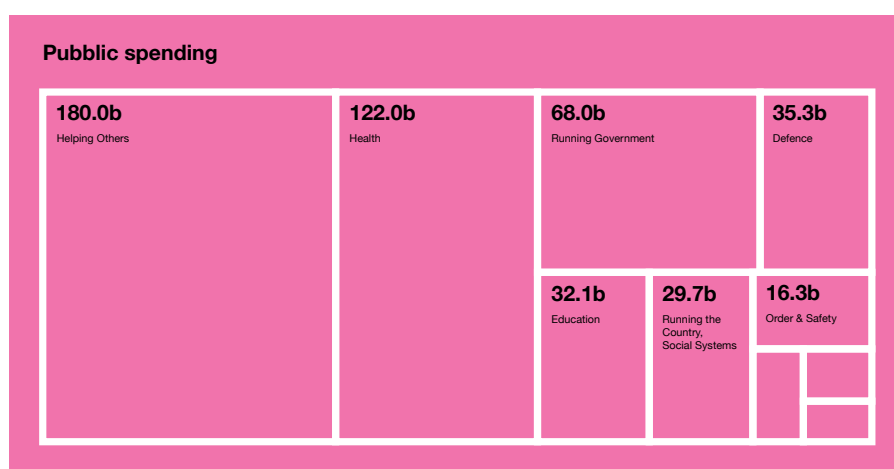 Pubblic spending
180.0b
Helping Others
122.0b
Health
68.0b
Running Government
35.3b
Defence
32.1b
Education
29.7b
Running the
Country,
Social Systems
16.3b
Order & Safety